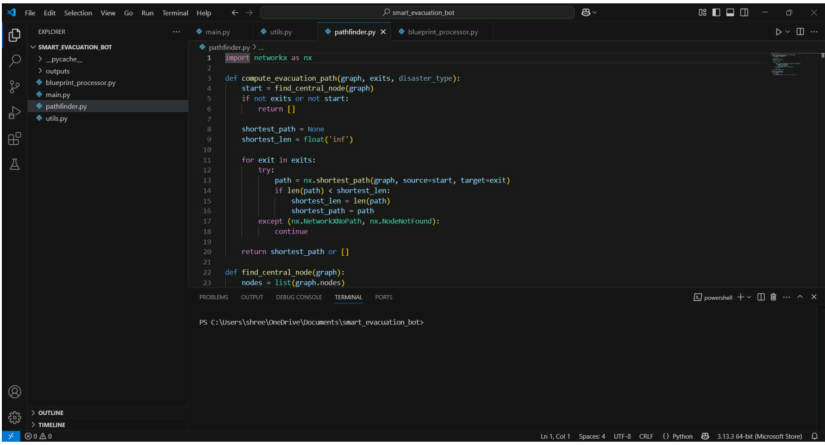 File Edit Selection View Go Run Terminal Help
smart_evacuation_bot
EXPLORER
SMART_EVACUATION_BOT
__pycache__
outputs
blueprint_processor.py
main.py
pathfinder.py
utils.py
OUTLINE
TIMELINE
main.py utils.py pathfinder.py blueprint_processor.py
pathfinder.py > ...
1 import networkx as nx
2
3 def compute_evacuation_path(graph, exits, disaster_type):
4 start = find_central_node(graph)
5 if not exits or not start:
6 return []
7
8 shortest_path = None
9 shortest_len = float('inf')
10
11 for exit in exits:
12 try:
13 path = nx.shortest_path(graph, source=start, target=exit)
14 if len(path) < shortest_len:
15 shortest_len = len(path)
16 shortest_path = path
17 except (nx.NetworkXNoPath, nx.NodeNotFound):
18 continue
19
20 return shortest_path or []
21
22 def find_central_node(graph):
23 nodes = list(graph.nodes)
PROBLEMS OUTPUT DEBUG CONSOLE TERMINAL PORTS
powershell
PS C:\Users\shree\OneDrive\Documents\smart_evacuation_bot>
0 0
Ln 1, Col 1 Spaces: 4 UTF-8 CRLF {} Python 3.13.3 64-bit (Microsoft Store)